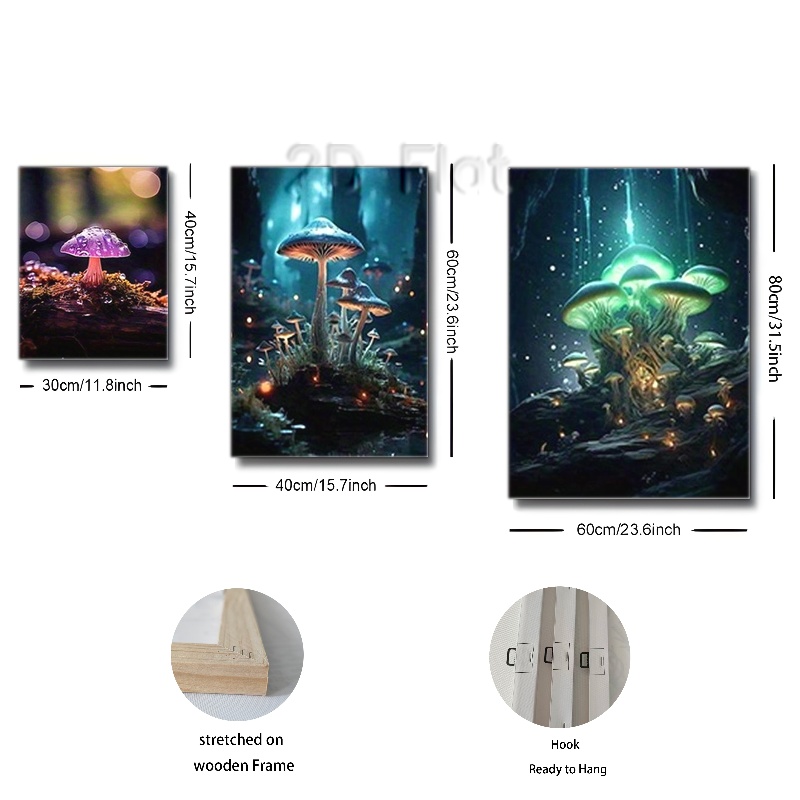 2D Flat
40cm/15.7inch
30cm/11.8inch
60cm/23.6inch
40cm/15.7inch
80cm/31.5inch
60cm/23.6inch
stretched on
wooden Frame
Hook
Ready to Hang